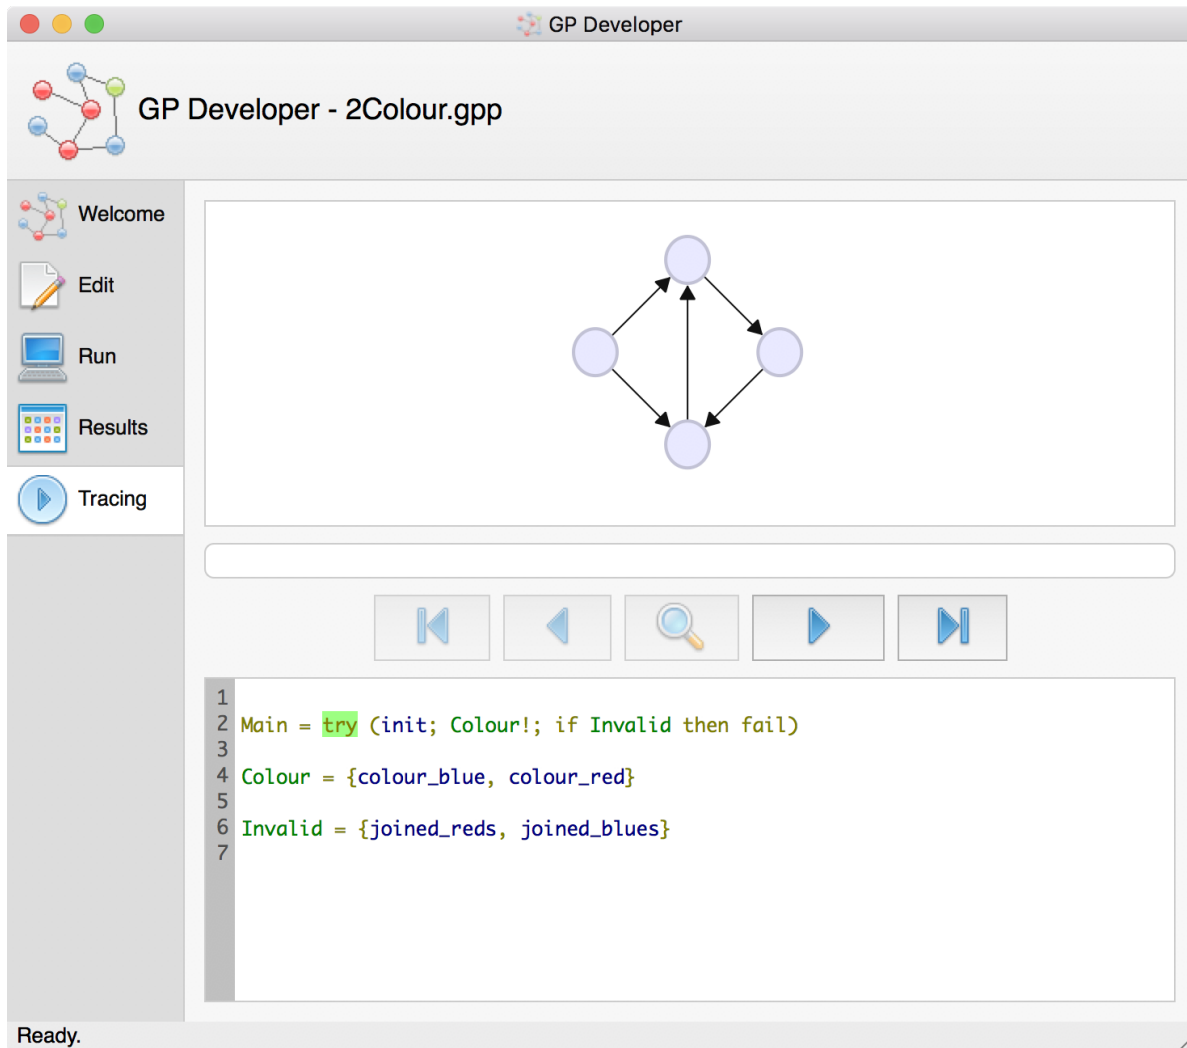 GP Developer
GP Developer - 2Colour.gpp
Welcome
Edit
Run
Results
Tracing
1
2 Main = try (init; Colour!; if Invalid then fail)
3
4 Colour = {colour_blue, colour_red}
5
6 Invalid = {joined_reds, joined_blues}
7
Ready.